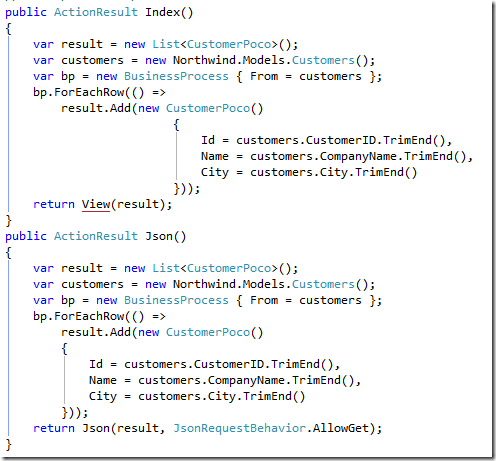 public ActionResult Index()
{
    var result = new List<CustomerPoco>();
    var customers = new Northwind.Models.Customers();
    var bp = new BusinessProcess { From = customers };
    bp.ForEachRow(() =>
        result.Add(new CustomerPoco()
                        {
                            Id = customers.CustomerID.TrimEnd(),
                            Name = customers.CompanyName.TrimEnd(),
                            City = customers.City.TrimEnd()
                        }));
    return View(result);
}
public ActionResult Json()
{
    var result = new List<CustomerPoco>();
    var customers = new Northwind.Models.Customers();
    var bp = new BusinessProcess { From = customers };
    bp.ForEachRow(() =>
        result.Add(new CustomerPoco()
        {
            Id = customers.CustomerID.TrimEnd(),
            Name = customers.CompanyName.TrimEnd(),
            City = customers.City.TrimEnd()
        }));
    return Json(result, JsonRequestBehavior.AllowGet);
}